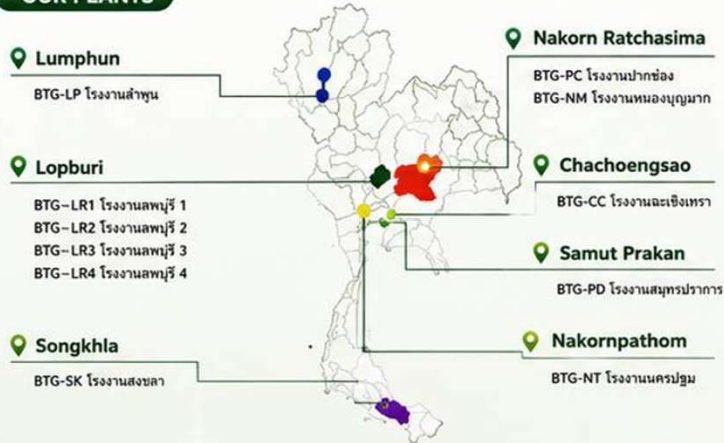 OUR PLANTS
Lumphun
BTG-LP โรงงานลำพูน
Lopburi
BTG-LR1 โรงงานลพบุรี 1
BTG-LR2 โรงงานลพบุรี 2
BTG-LR3 โรงงานลพบุรี 3
BTG-LR4 โรงงานลพบุรี 4
Songkhla
BTG-SK โรงงานสงขลา
Nakorn Ratchasima
BTG-PC โรงงานปากช่อง
BTG-NM โรงงานหนองบุญมาก
Chachoengsao
BTG-CC โรงงานฉะเชิงเทรา
Samut Prakan
BTG-PD โรงงานสมุทรปราการ
Nakornpathom
BTG-NT โรงงานนครปฐม